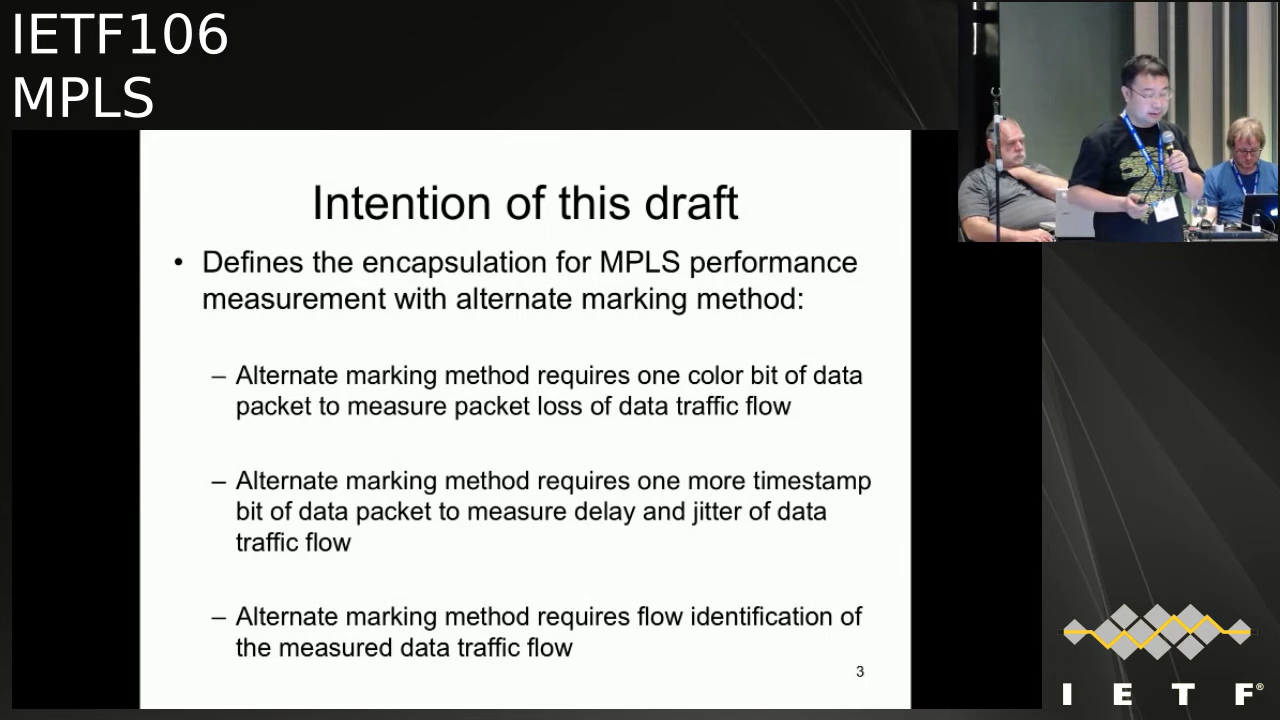 IETF106
MPLS
Intention of this draft
• Defines the encapsulation for MPLS performance
measurement with alternate marking method:
– Alternate marking method requires one color bit of data
packet to measure packet loss of data traffic flow
– Alternate marking method requires one more timestamp
bit of data packet to measure delay and jitter of data
traffic flow
– Alternate marking method requires flow identification of
the measured data traffic flow
3
I E T F®